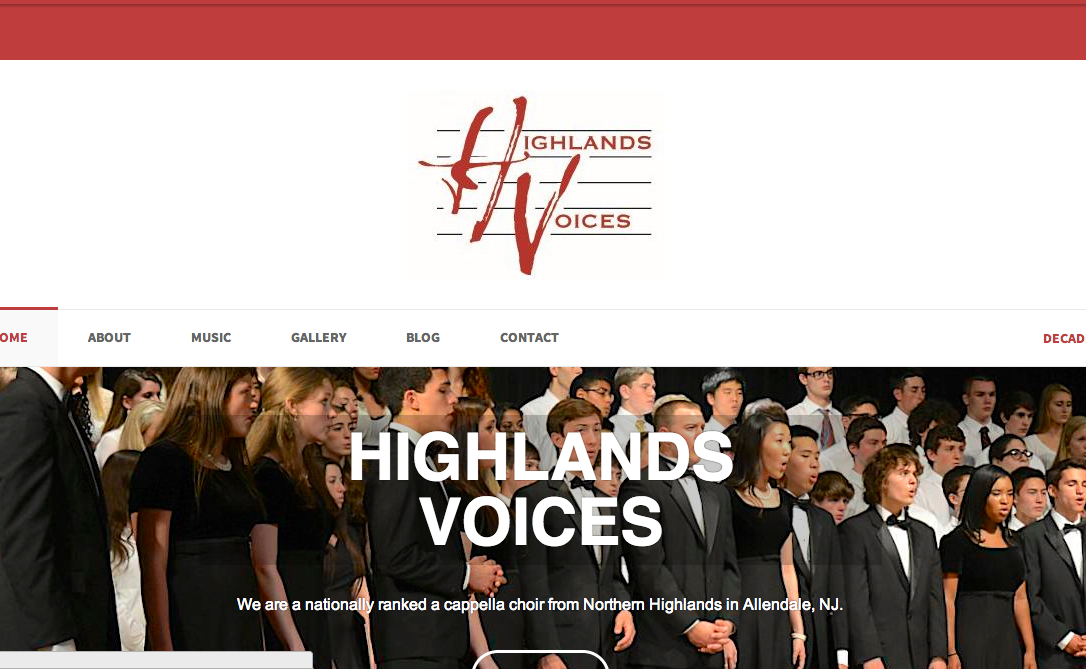 HIGHLANDS
VOICES
OME
ABOUT
MUSIC
GALLERY
BLOG
CONTACT
DECAD
HIGHLANDS
VOICES
We are a nationally ranked a cappella choir from Northern Highlands in Allendale, NJ.